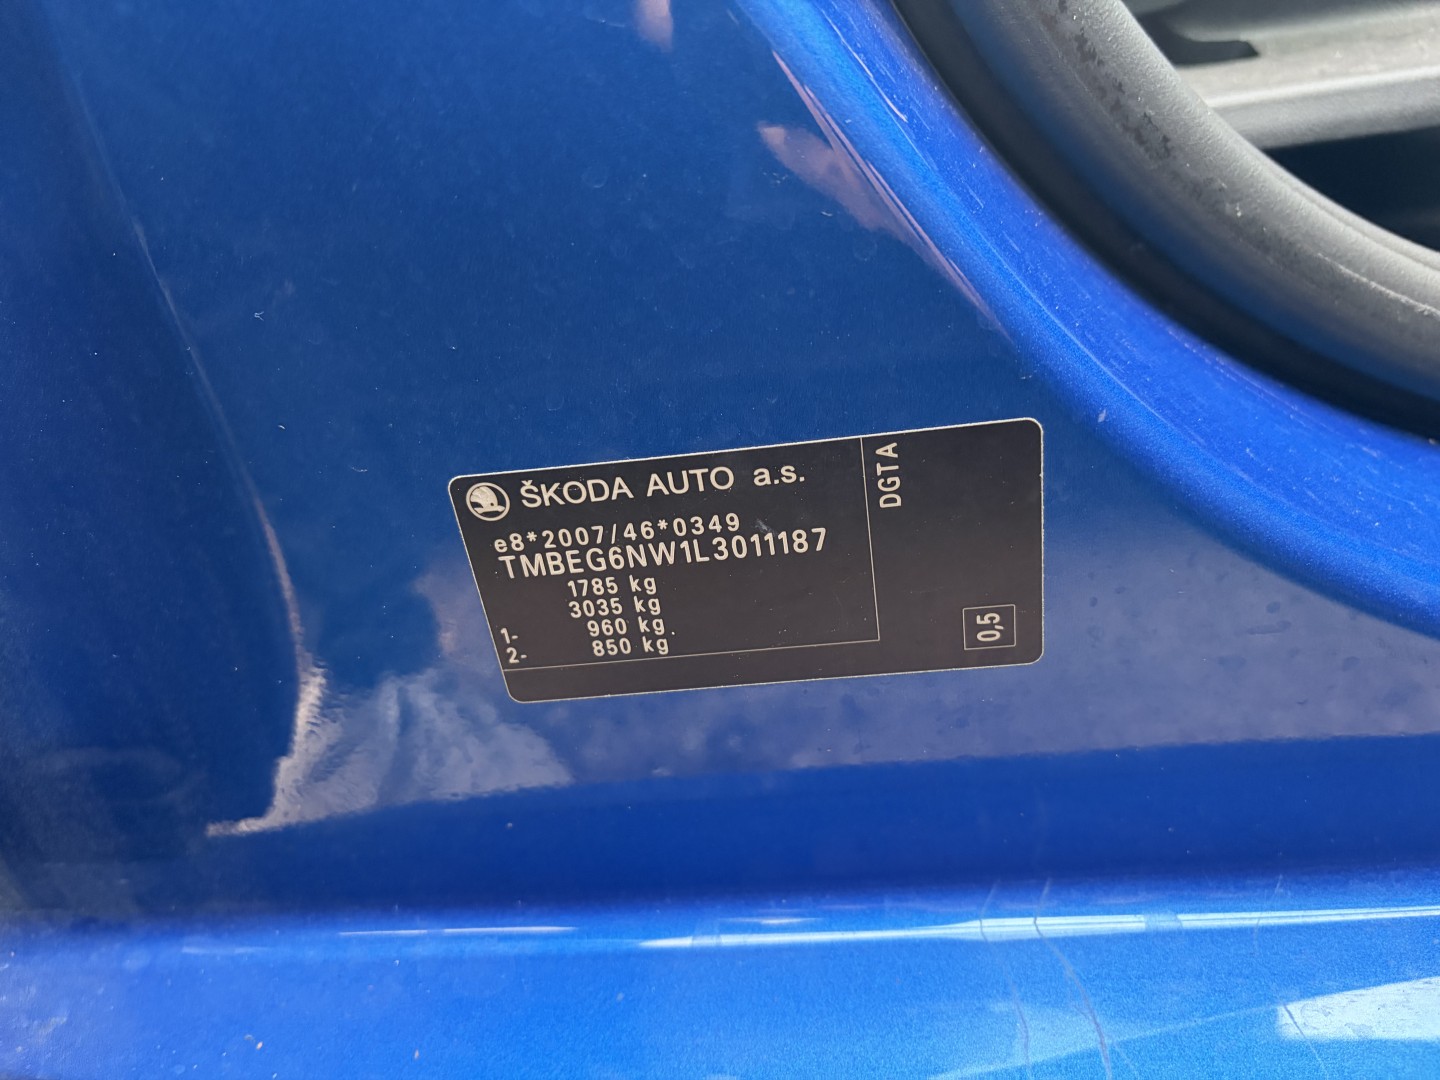 ŠKODA AUTO a.s.
e8*2007/46*0349
TMBEG6NW1L3011187
1785 kg
3035 kg
1- 960 kg
2- 850 kg
DGTA
0,5